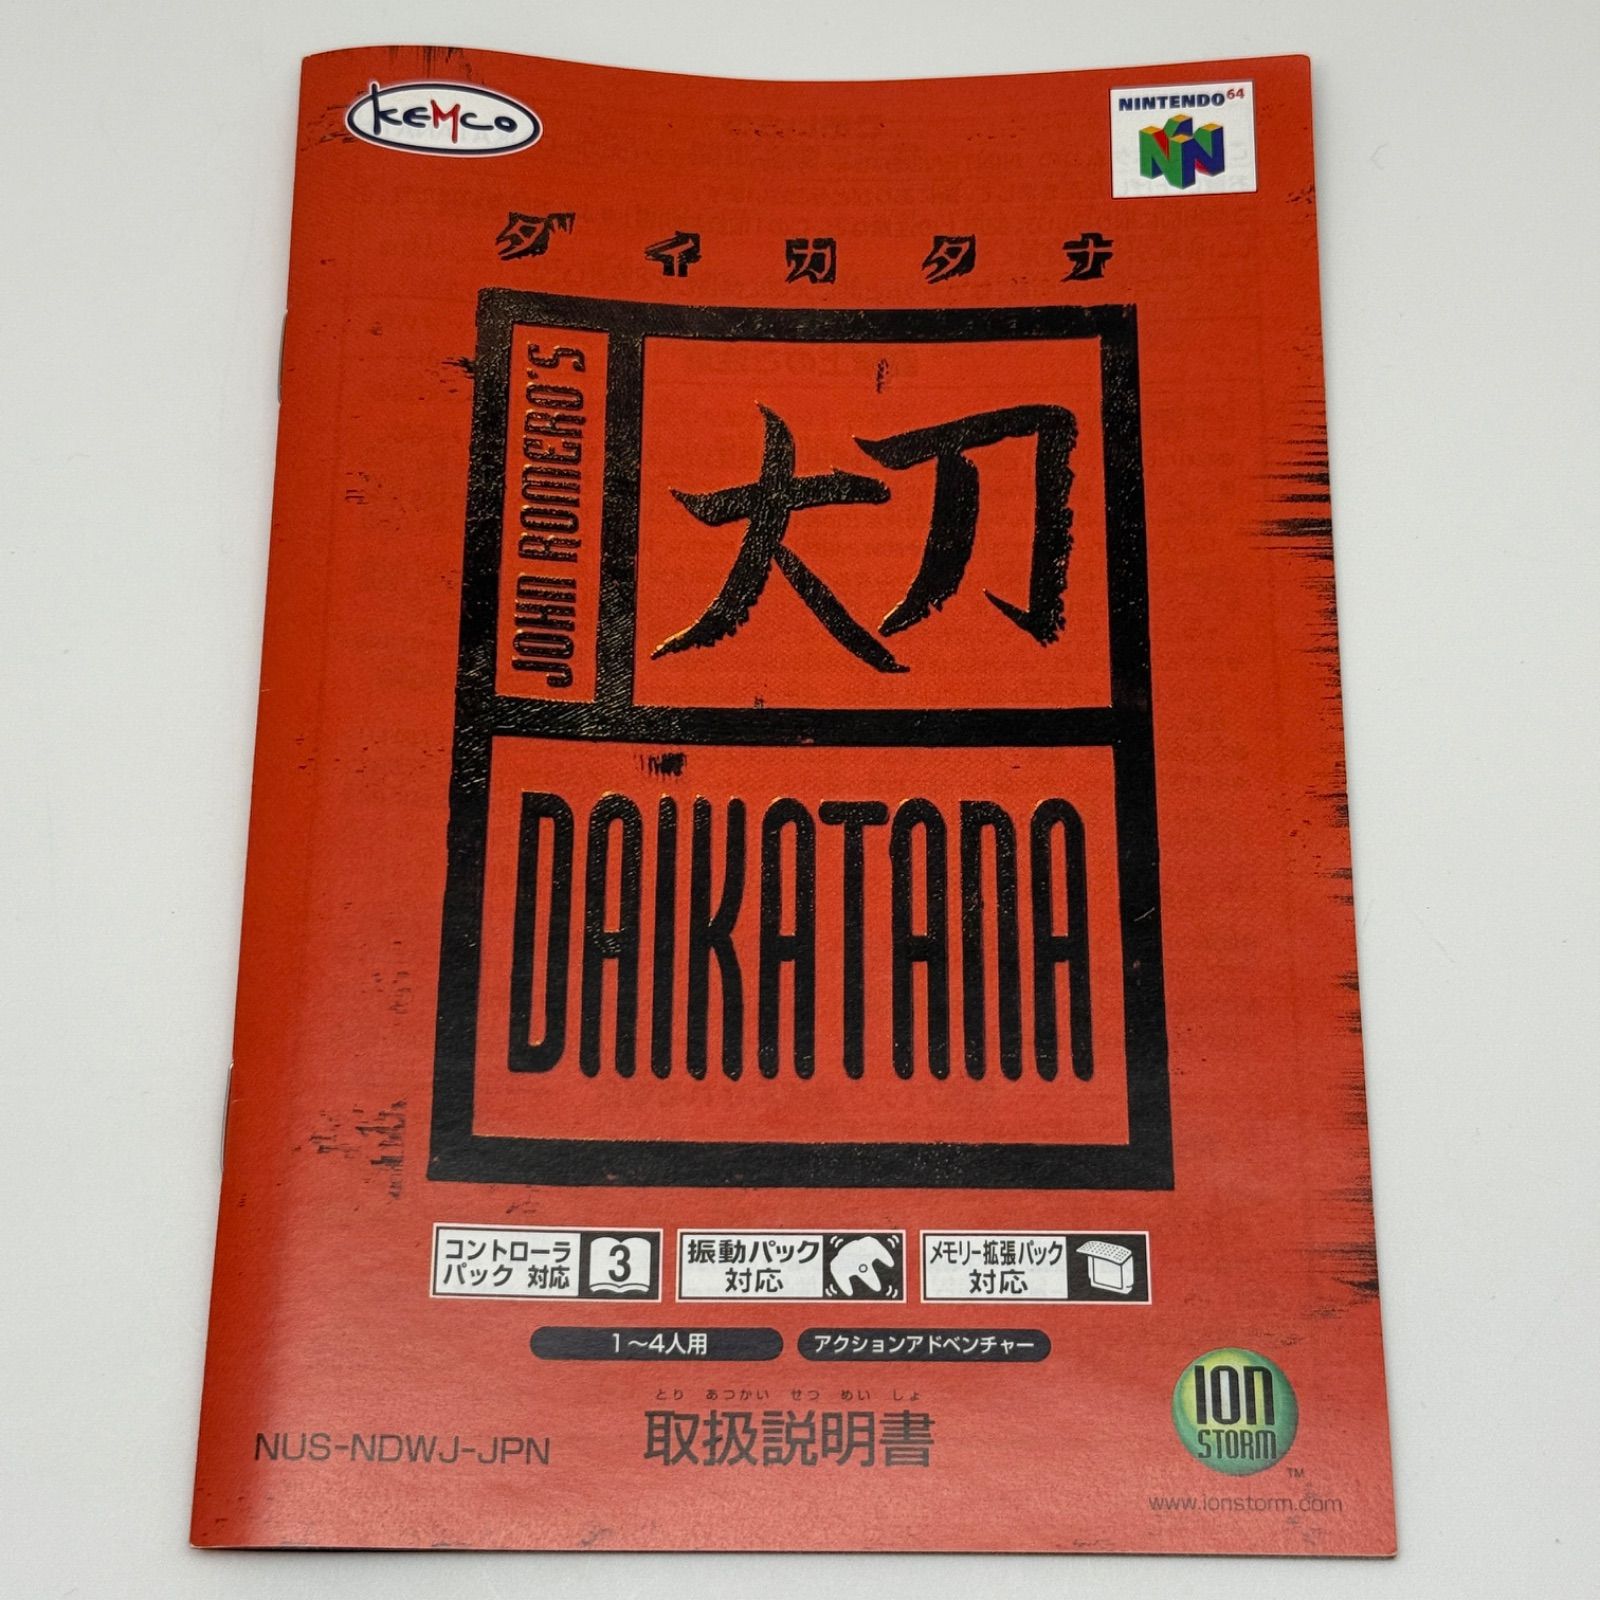 KEMCO
NINTENDO 64
ダイカタナ
JOHN ROMERO'S
大刀
DAIKATANA
コントローラ
パック 対応
3
振動パック
対応
メモリー拡張パック
対応
1〜4人用
アクションアドベンチャー
とり あつかい せつ めい しょ
取扱説明書
NUS-NDWJ-JPN
ION
STORM
TM
www.ionstorm.com